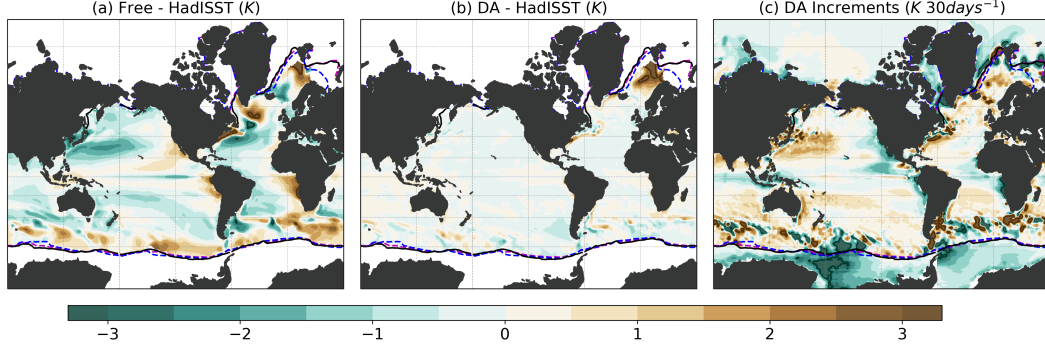 (a) Free - HadISST (K)
(b) DA - HadISST (K)
(c) DA Increments (K 30days⁻¹)
−3 −2 −1 0 1 2 3